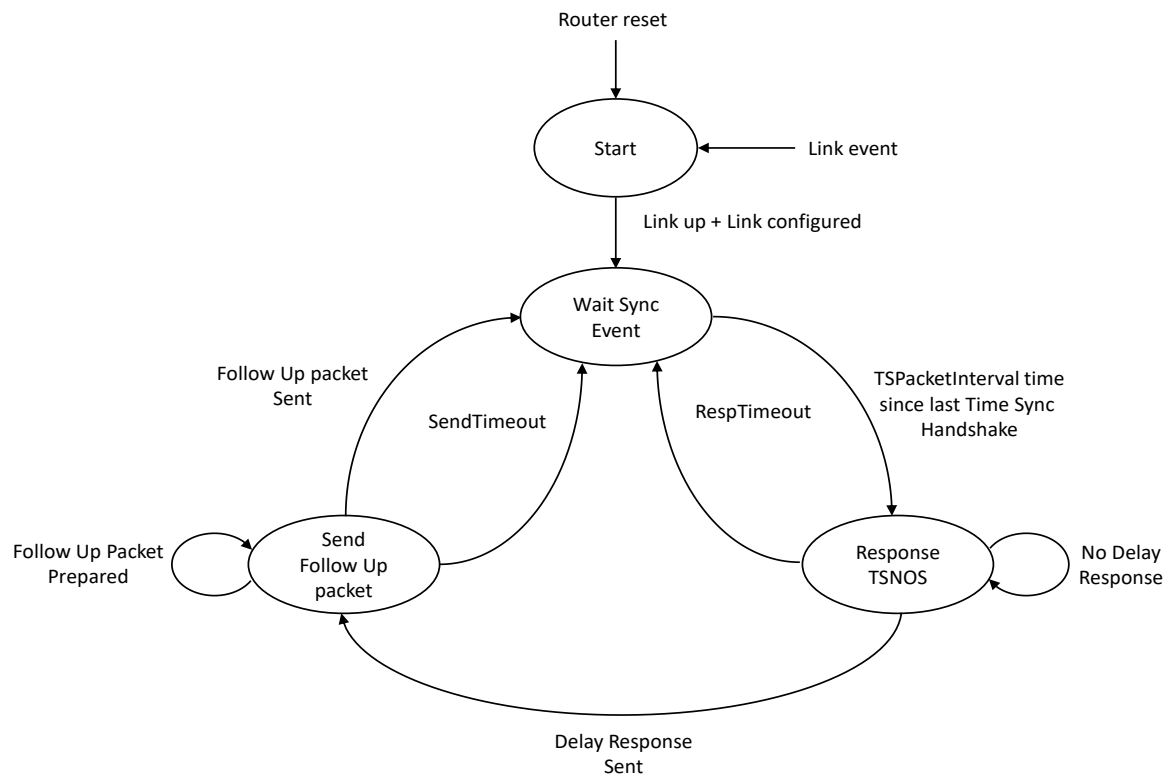 Router reset
Start
Link event
Link up + Link configured
Wait Sync
Event
Follow Up packet
Sent
SendTimeout
RespTimeout
TSPacketInterval time
since last Time Sync
Handshake
Follow Up Packet
Prepared
Send
Follow Up
packet
Response
TSNOS
No Delay
Response
Delay Response
Sent